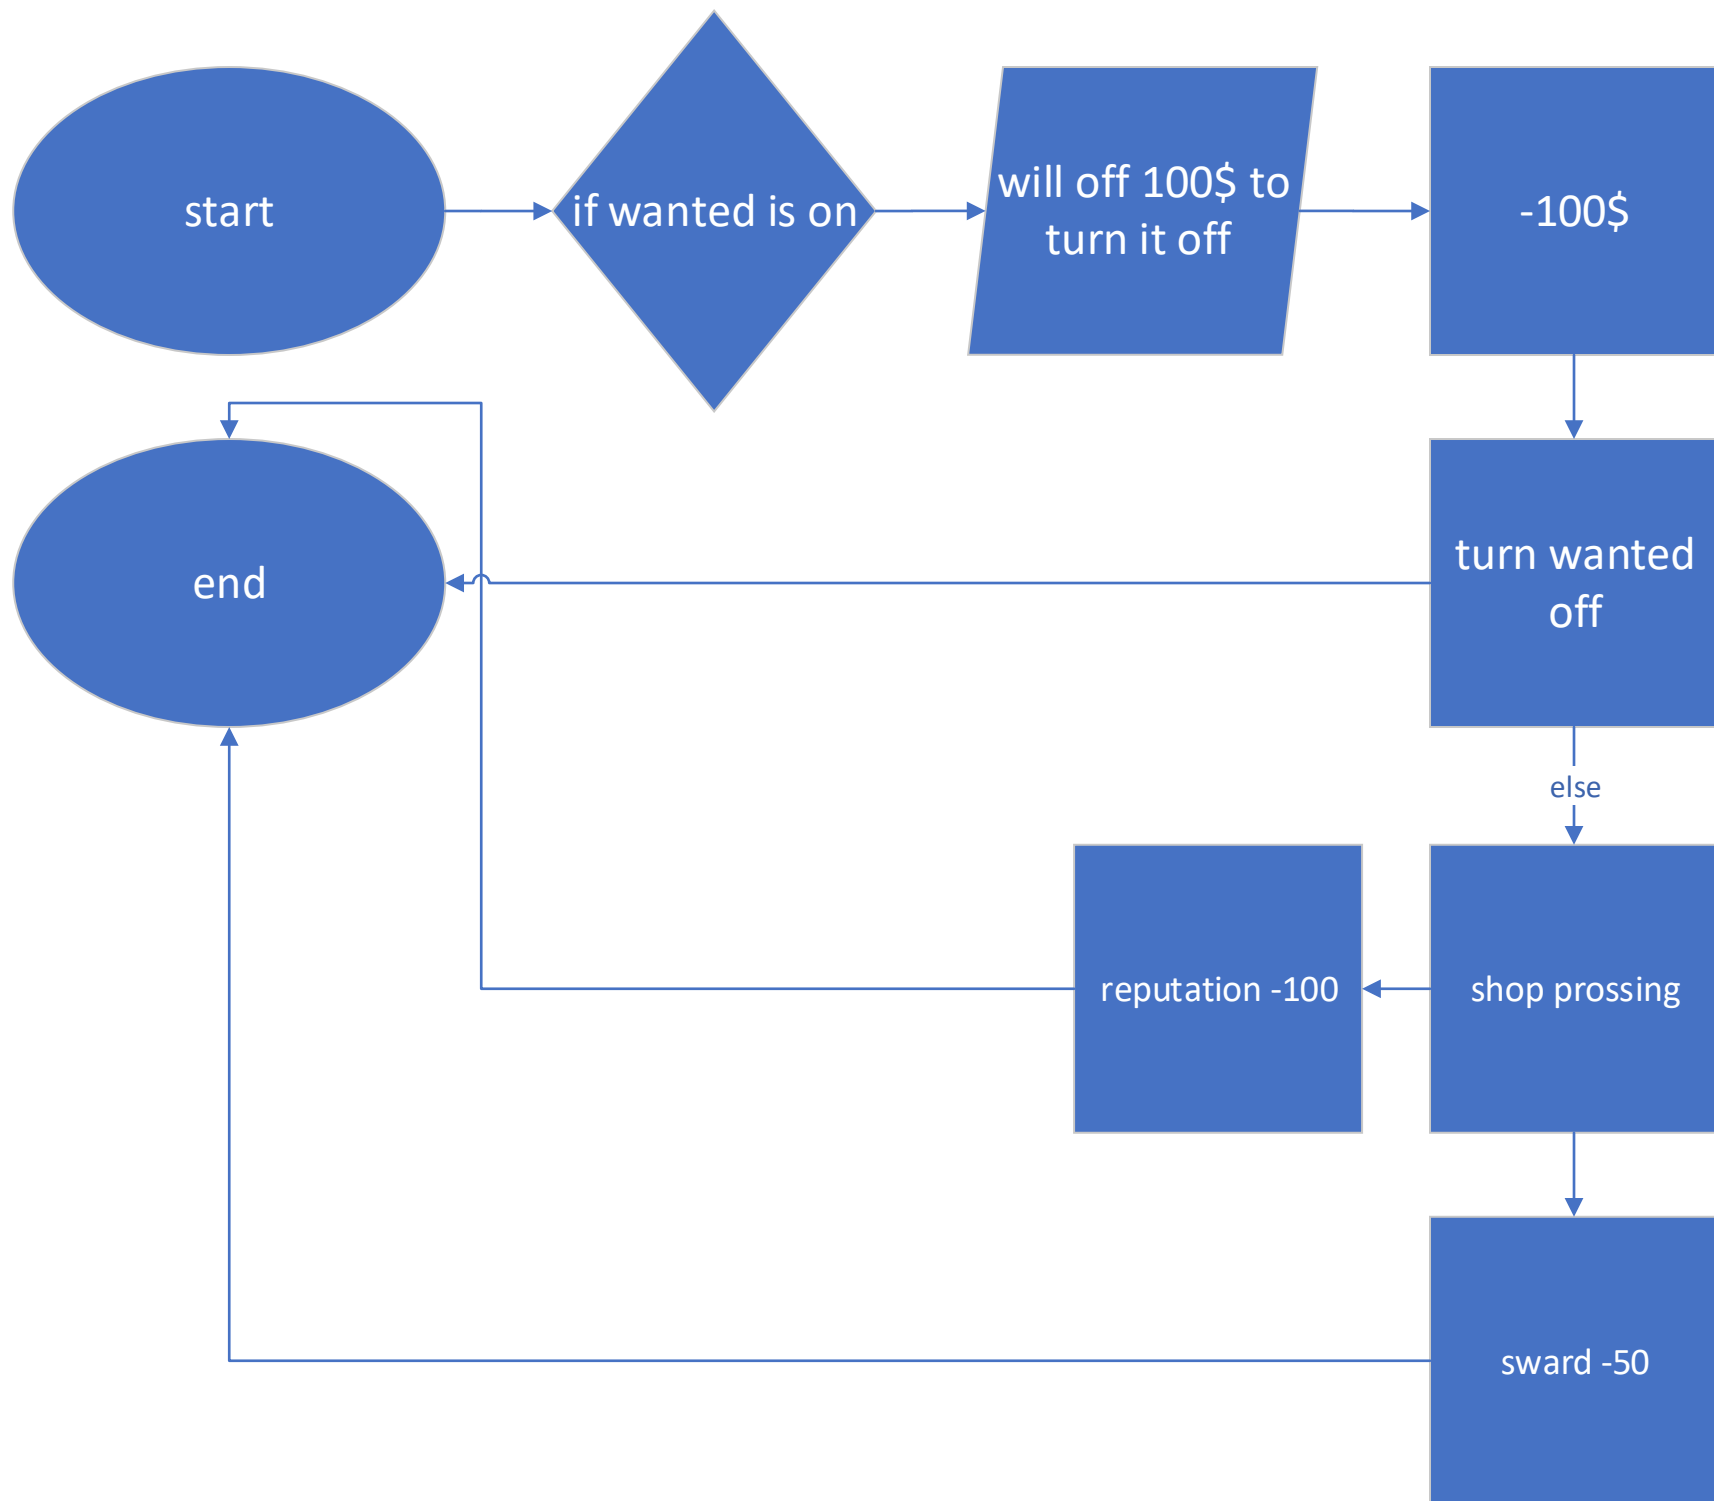 start
if wanted is on
will off 100$ to
turn it off
-100$
end
turn wanted
off
else
reputation -100
shop prossing
sward -50